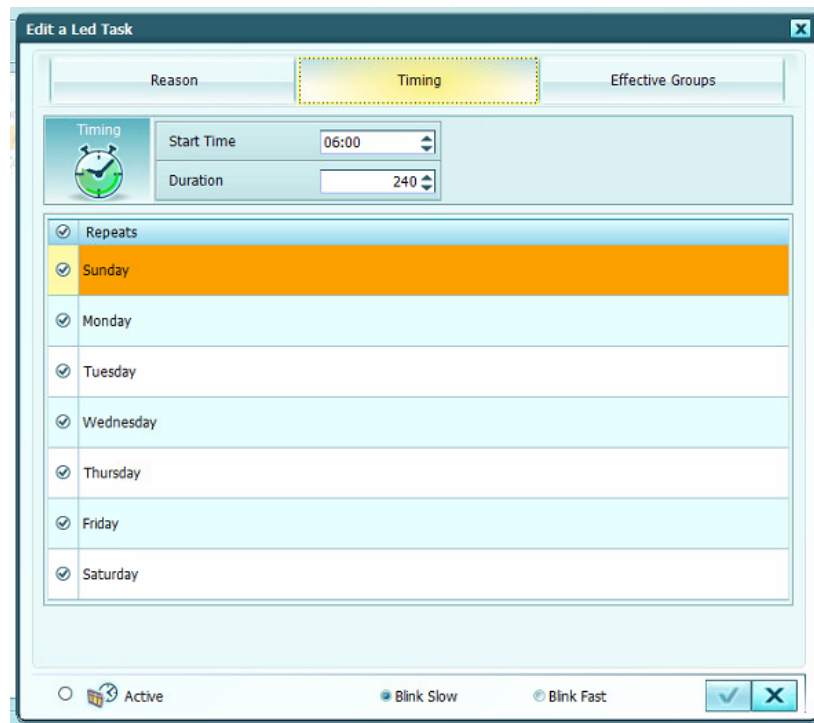 Edit a Led Task
Reason Timing Effective Groups
Timing
Start Time 06:00
Duration 240
Repeats
Sunday
Monday
Tuesday
Wednesday
Thursday
Friday
Saturday
Active Blink Slow Blink Fast